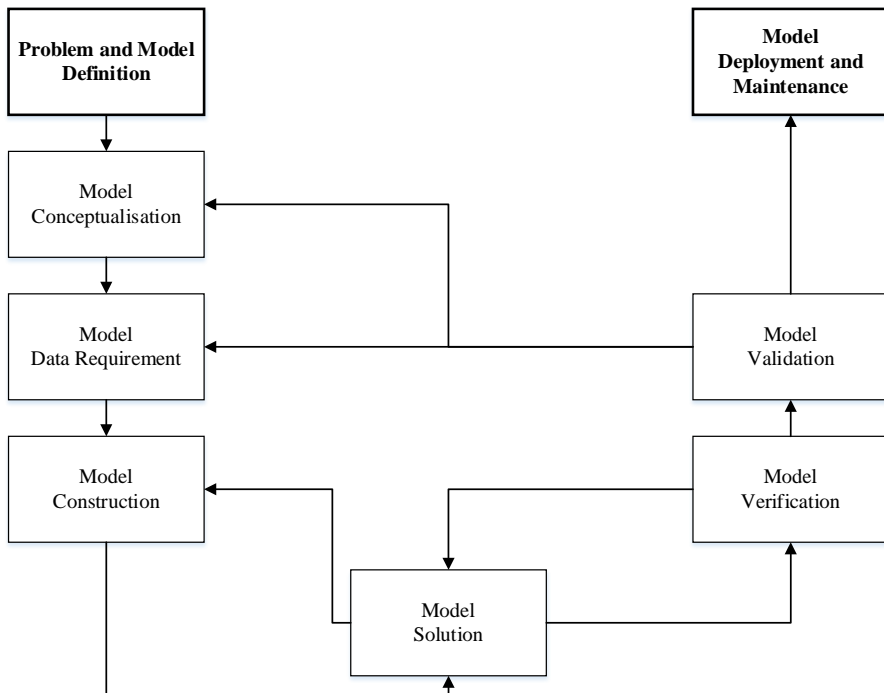 Problem and Model
Definition
Model
Deployment and
Maintenance
Model
Conceptualisation
Model
Data Requirement
Model
Validation
Model
Construction
Model
Verification
Model
Solution